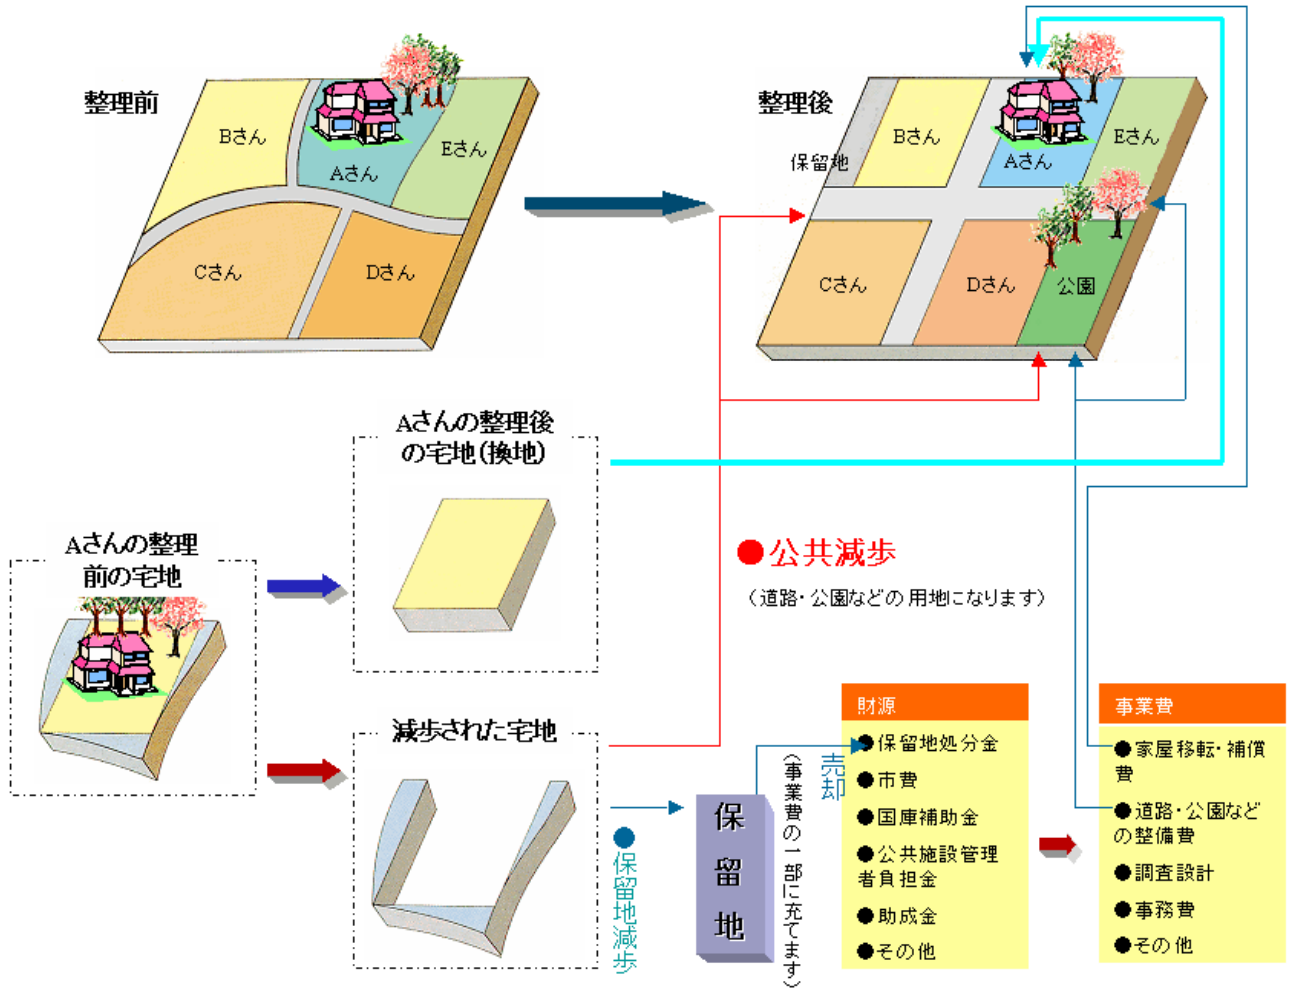 整理前
Bさん
Aさん
Eさん
Cさん
Dさん
整理後
保留地
Bさん
Aさん
Eさん
Cさん
Dさん
公園
Aさんの整理後
の宅地(換地)
Aさんの整理
前の宅地
減歩された宅地
●公共減歩
(道路・公園などの用地になります)
●保留地減歩
保留地
売却
(事業費の一部に充てます)
財源
●保留地処分金
●市費
●国庫補助金
●公共施設管理
者負担金
●助成金
●その他
事業費
●家屋移転・補償
費
●道路・公園など
の整備費
●調査設計
●事務費
●その他